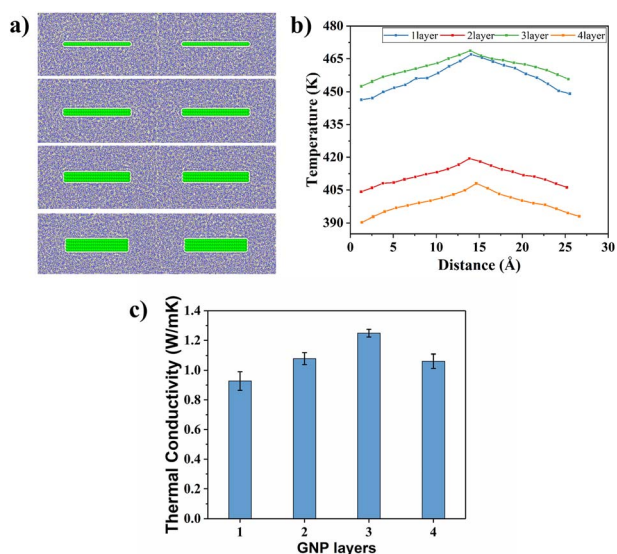 a)
b)
480
465
450
420
405
390
0
5
10
15
20
25
30
1layer
2layer
3layer
4layer
Temperature (K)
Distance (Å)
c)
1.4
1.2
1.0
0.8
0.6
0.4
0.2
0.0
1
2
3
4
Thermal Conductivity (W/mK)
GNP layers